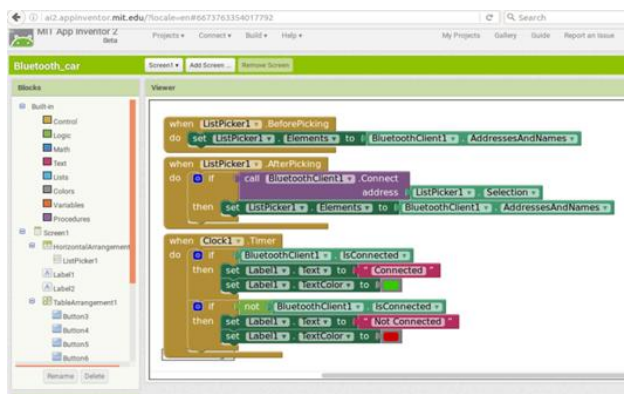 ai2.appinventor.mit.edu/?locale=en#6673763354017792
Search
MIT App Inventor 2
Beta
Projects Connect Build Help
My Projects Gallery Guide Report an Issue
Bluetooth_car
Screen1 Add Screen ... Remove Screen
Blocks
Viewer
Built-in
Control
Logic
Math
Text
Lists
Colors
Variables
Procedures
Screen1
HorizontalArrangement
ListPicker1
Label1
Label2
TableArrangement1
Button3
Button4
Button5
Button6
Rename Delete
when ListPicker1 .BeforePicking
do set ListPicker1 . Elements to BluetoothClient1 . AddressesAndNames
when ListPicker1 .AfterPicking
do if call BluetoothClient1 .Connect
address ListPicker1 . Selection
then set ListPicker1 . Elements to BluetoothClient1 . AddressesAndNames
when Clock1 .Timer
do if BluetoothClient1 . IsConnected
then set Label1 . Text to " Connected "
set Label1 . TextColor to
if not BluetoothClient1 . IsConnected
then set Label1 . Text to " Not Connected "
set Label1 . TextColor to